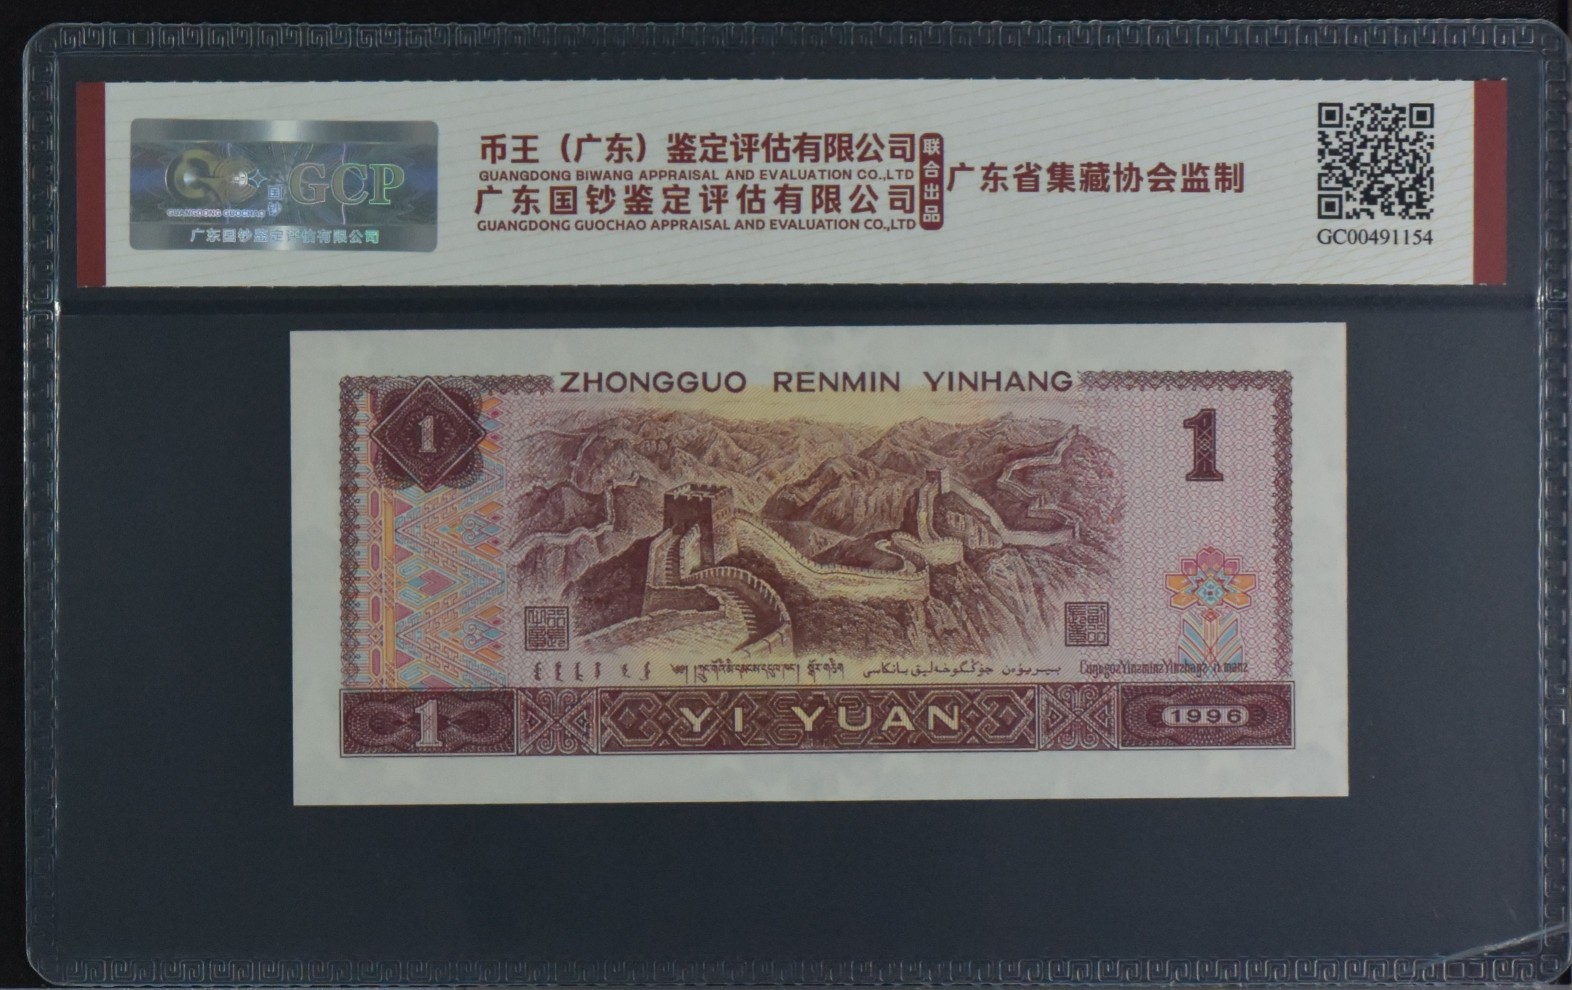 币王（广东）鉴定评估有限公司
GUANGDONG BIWANG APPRAISAL AND EVALUATION CO.,LTD
广东国钞鉴定评估有限公司
GUANGDONG GUOCHAO APPRAISAL AND EVALUATION CO.,LTD
联合出品
广东省集藏协会监制
GC00491154
GCP
国钞
GUANGDONG GUOCHAO
广东国钞鉴定评估有限公司
ZHONGGUO RENMIN YINHANG
1
1
1 YI YUAN 1996